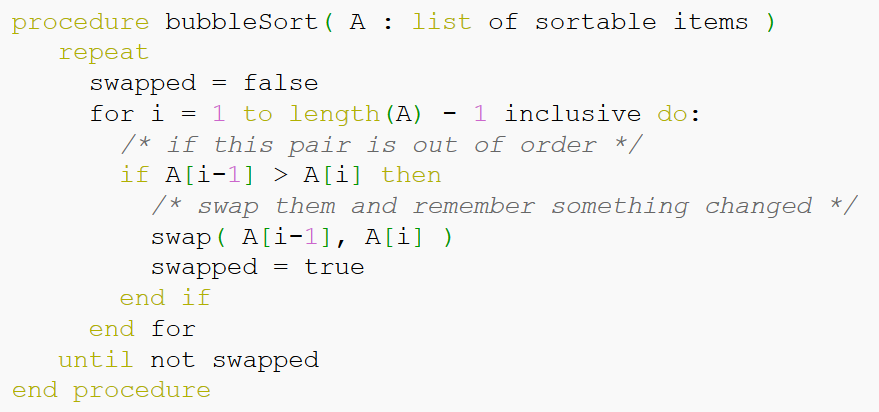 procedure bubbleSort( A : list of sortable items )
repeat
swapped = false
for i = 1 to length(A) - 1 inclusive do:
/* if this pair is out of order */
if A[i-1] > A[i] then
/* swap them and remember something changed */
swap( A[i-1], A[i] )
swapped = true
end if
end for
until not swapped
end procedure